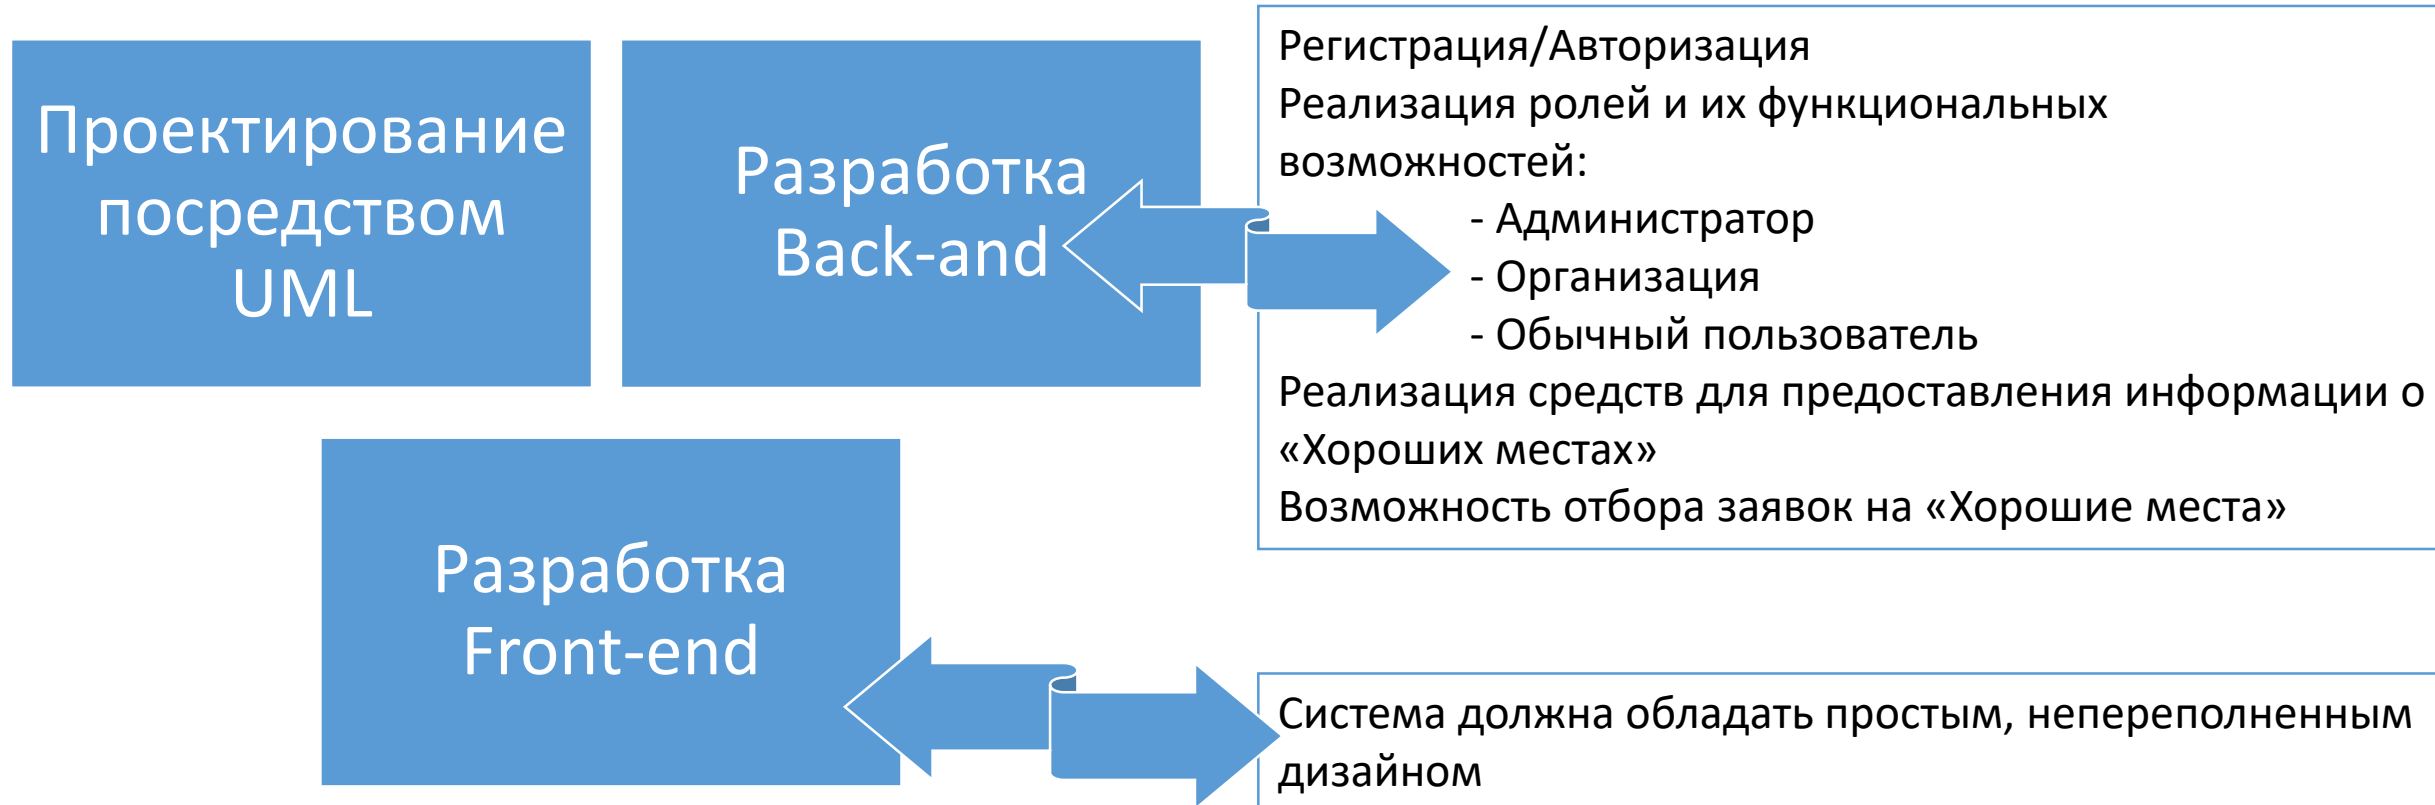 Проектирование
посредством
UML
Разработка
Back-and
Регистрация/Авторизация
Реализация ролей и их функциональных
возможностей:
- Администратор
- Организация
- Обычный пользователь
Реализация средств для предоставления информации о
«Хороших местах»
Возможность отбора заявок на «Хорошие места»
Разработка
Front-end
Система должна обладать простым, непереполненным
дизайном